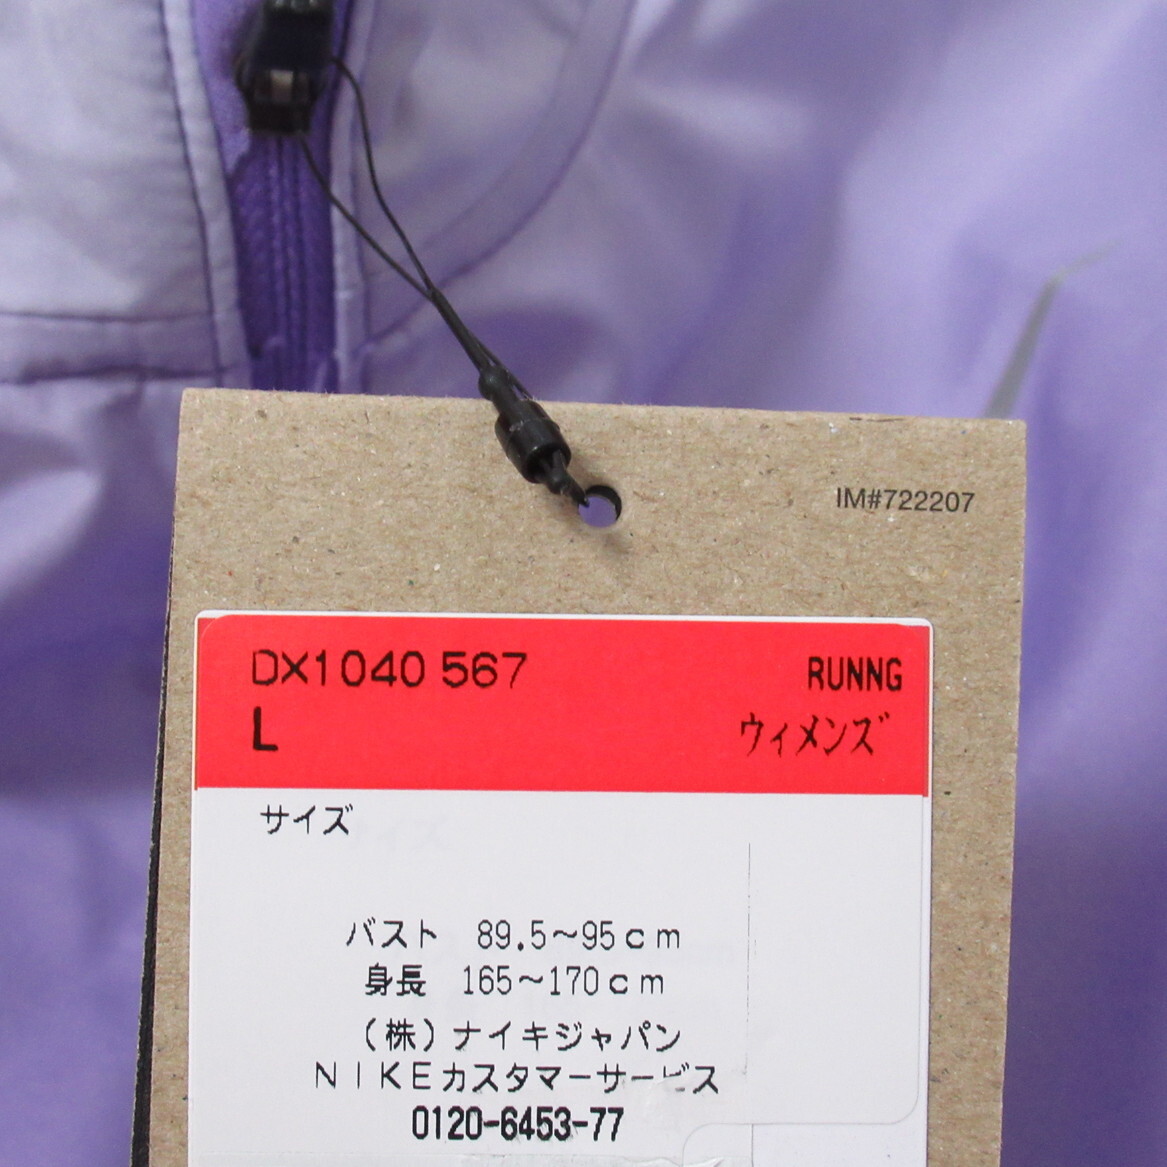 IM#722207
DX1040 567 RUNNG
L ウィメンズ
サイズ
バスト 89.5～95cm
身長 165～170cm
(株)ナイキジャパン
NIKEカスタマーサービス
0120-6453-77